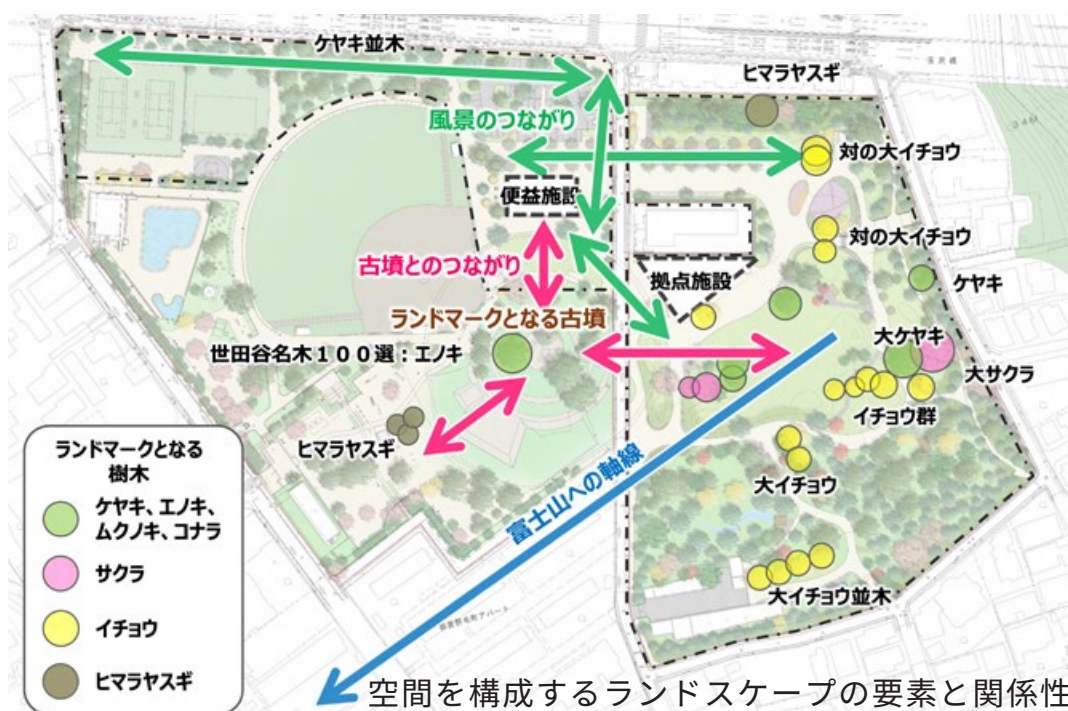 ケヤキ並木
ヒマラヤスギ
風景のつながり
対の大イチョウ
便益施設
対の大イチョウ
古墳とのつながり
拠点施設
ケヤキ
ランドマークとなる古墳
世田谷名木100選：エノキ
大ケヤキ
大サクラ
イチョウ群
ヒマラヤスギ
大イチョウ
富士山への軸線
大イチョウ並木
ランドマークとなる
樹木
ケヤキ、エノキ、
ムクノキ、コナラ
サクラ
イチョウ
ヒマラヤスギ
空間を構成するランドスケープの要素と関係性